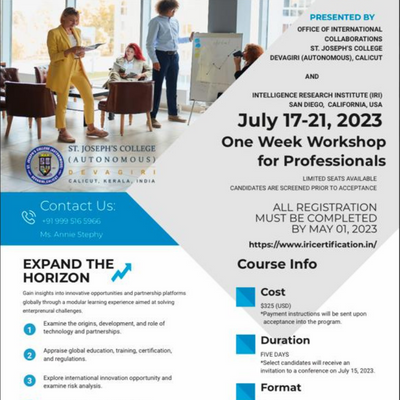 PRESENTED BY
OFFICE OF INTERNATIONAL
COLLABORATIONS
ST. JOSEPH'S COLLEGE
DEVAGIRI (AUTONOMOUS), CALICUT
AND
INTELLIGENCE RESEARCH INSTITUTE (IRI)
SAN DIEGO, CALIFORNIA, USA
July 17-21, 2023
One Week Workshop
for Professionals
LIMITED SEATS AVAILABLE
CANDIDATES ARE SCREENED PRIOR TO ACCEPTANCE
ALL REGISTRATION
MUST BE COMPLETED
BY MAY 01, 2023
https://www.iricertification.in/
ST. JOSEPH'S COLLEGE
(AUTONOMOUS)
DEVAGIRI
CALICUT, KERALA, INDIA
Contact Us:
+91 999 516 5966
Ms. Annie Stephy
EXPAND THE
HORIZON
Gain insights into innovative opportunities and partnership platforms
globally through a modular learning experience aimed at solving
enterprenural challenges.
1 Examine the origins, development, and role of
technology and partnerships.
2 Appraise global education, training, certification,
and regulations.
3 Explore international innovation opportunity and
examine risk analysis.
Course Info
Cost
$325 (USD)
*Payment instructions will be sent upon
acceptance into the program.
Duration
FIVE DAYS
*Select candidates will receive an
invitation to a conference on July 15, 2023.
Format